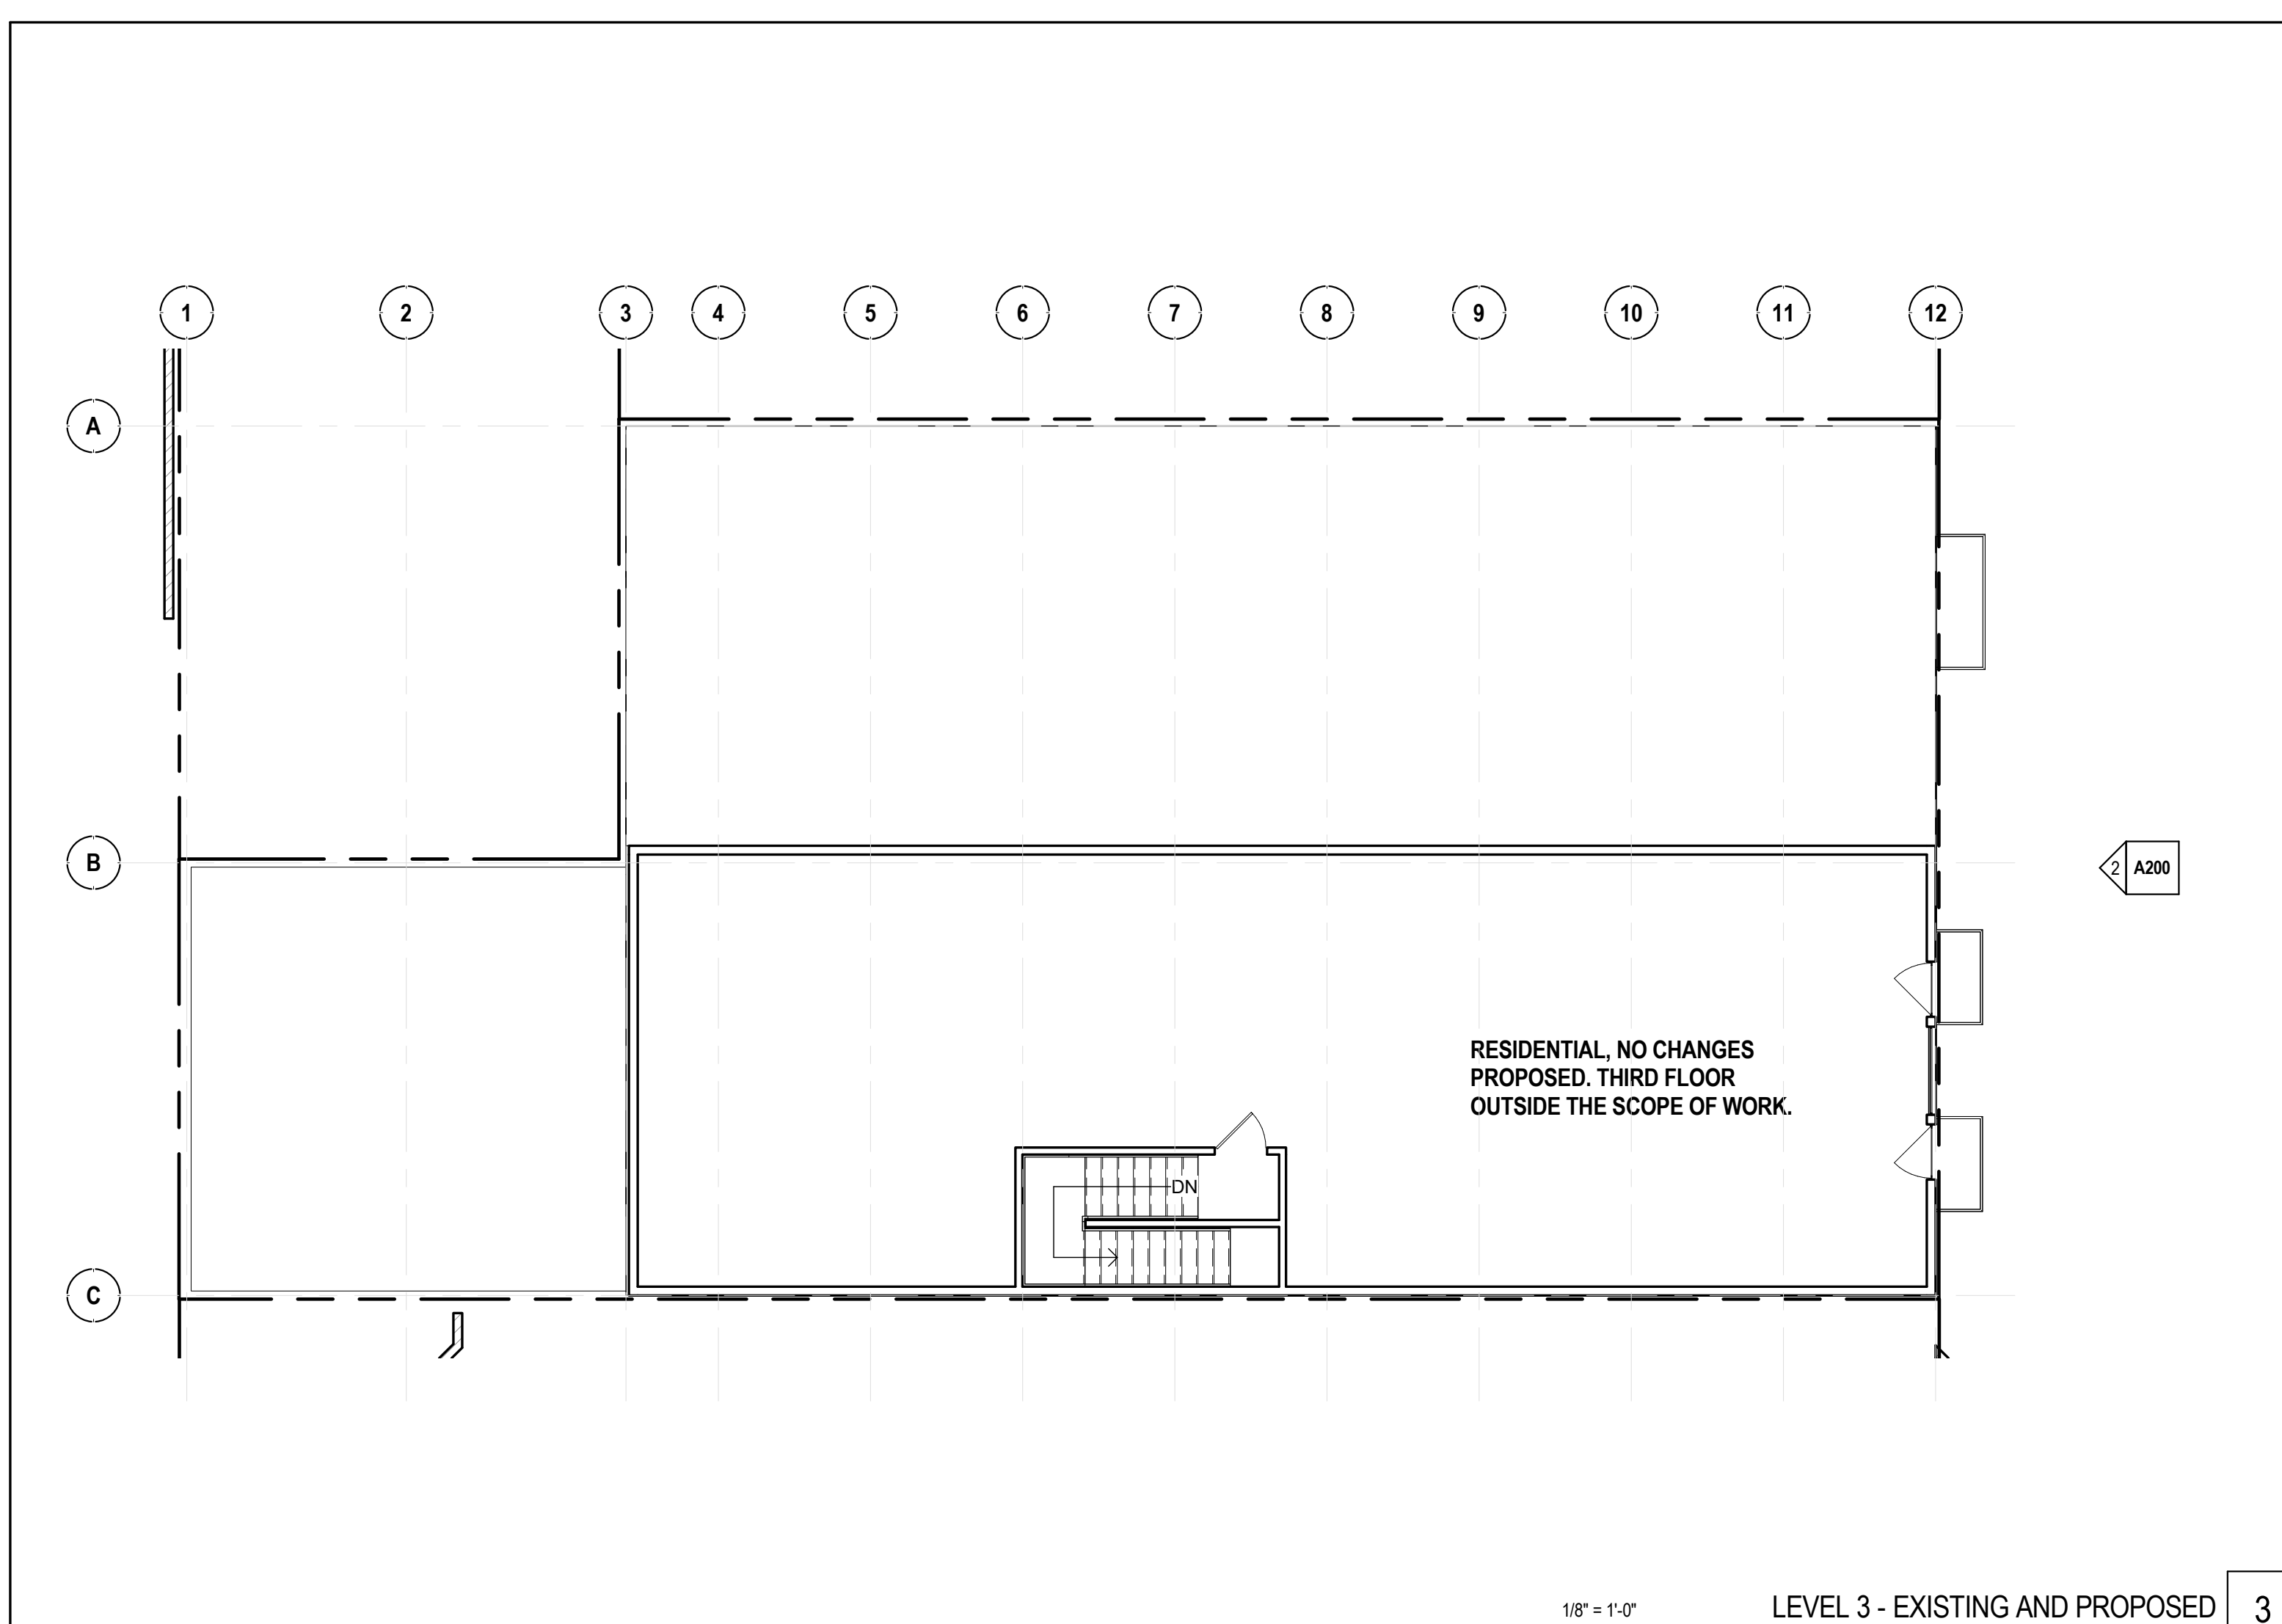 1 2 3 4 5 6 7 8 9 10 11 12
A
B
2 A200
RESIDENTIAL, NO CHANGES
PROPOSED. THIRD FLOOR
OUTSIDE THE SCOPE OF WORK.
DN
C
1/8" = 1'-0"
LEVEL 3 - EXISTING AND PROPOSED 3